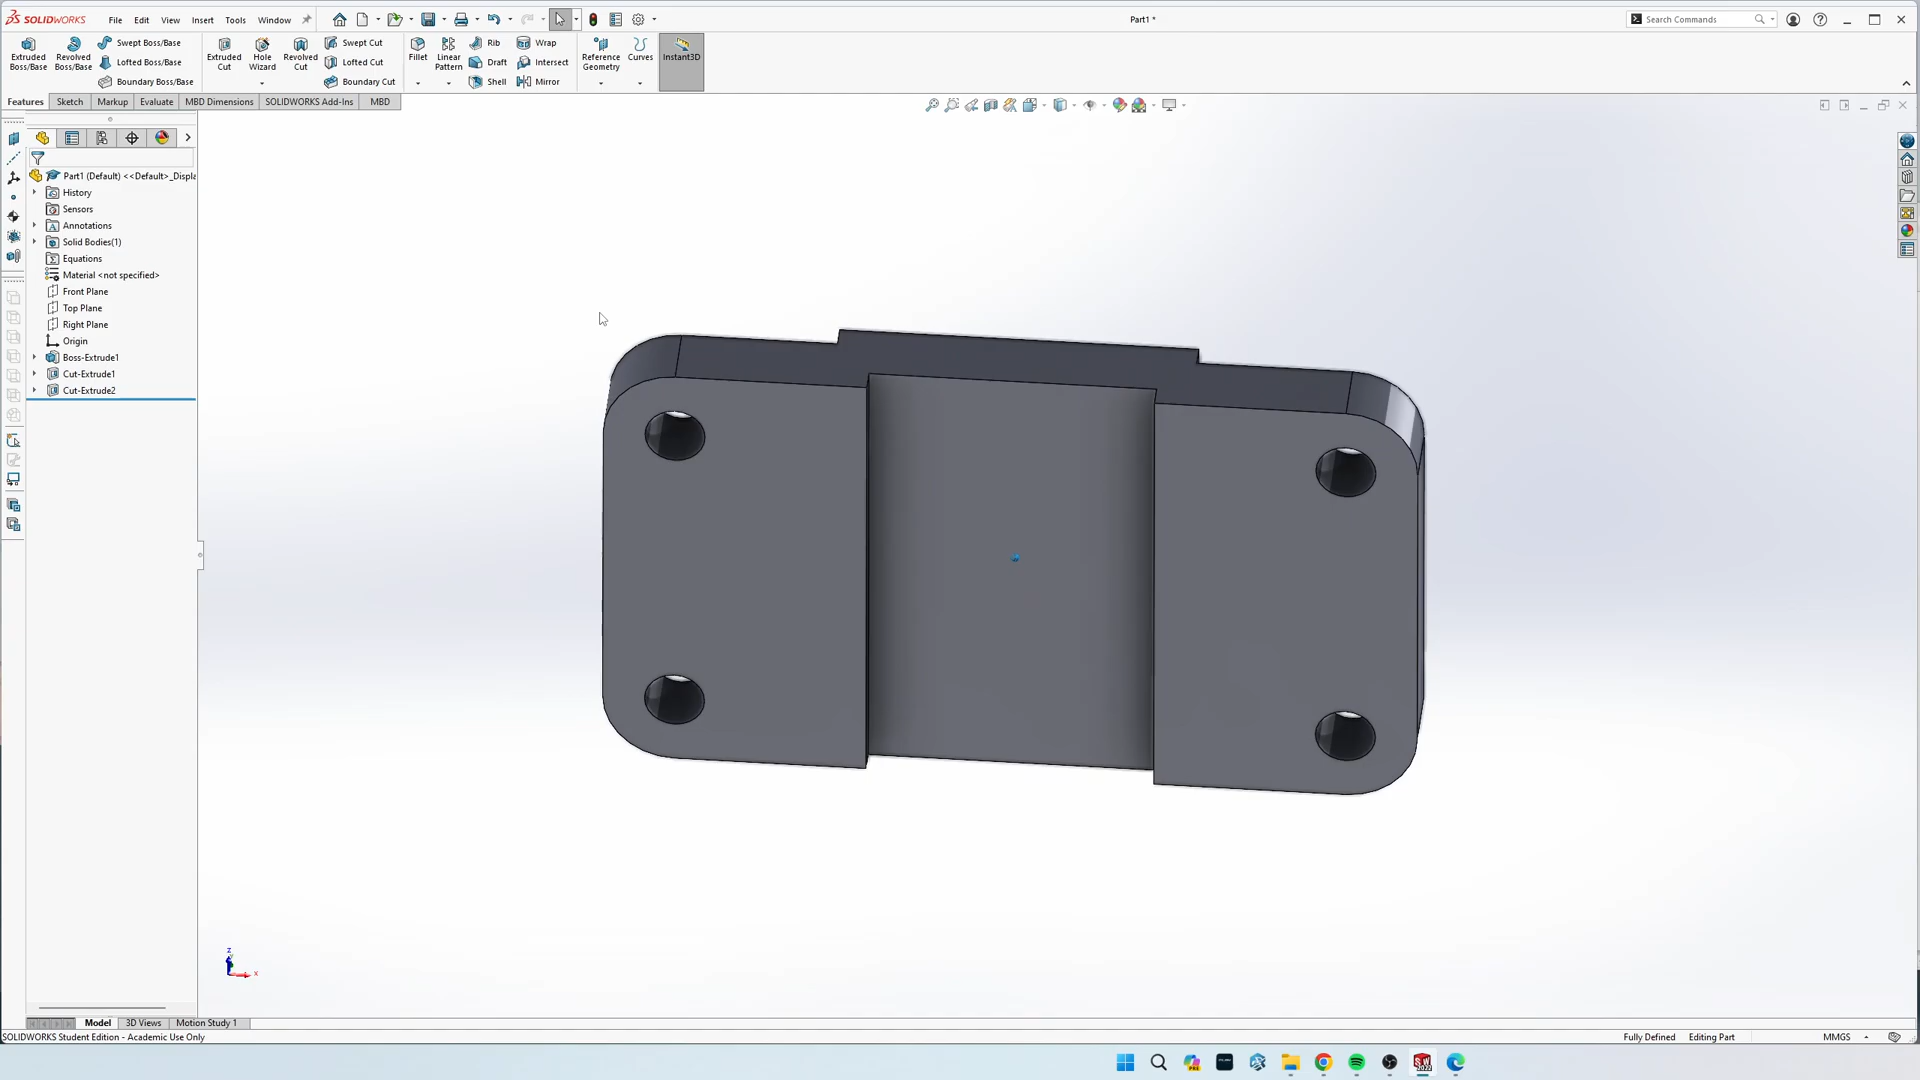 SOLIDWORKS File Edit View Insert Tools Window Part1 * Search Commands
Extruded Boss/Base
Revolved Boss/Base
Swept Boss/Base
Lofted Boss/Base
Boundary Boss/Base
Extruded Cut
Hole Wizard
Revolved Cut
Swept Cut
Lofted Cut
Boundary Cut
Fillet
Linear Pattern
Rib
Draft
Shell
Wrap
Intersect
Mirror
Reference Geometry
Curves
Instant3D
Features Sketch Markup Evaluate MBD Dimensions SOLIDWORKS Add-Ins MBD
Part1 (Default) <<Default>_Displa
History
Sensors
Annotations
Solid Bodies(1)
Equations
Material <not specified>
Front Plane
Top Plane
Right Plane
Origin
Boss-Extrude1
Cut-Extrude1
Cut-Extrude2
z
x
Model 3D Views Motion Study 1
SOLIDWORKS Student Edition - Academic Use Only Fully Defined Editing Part MMGS